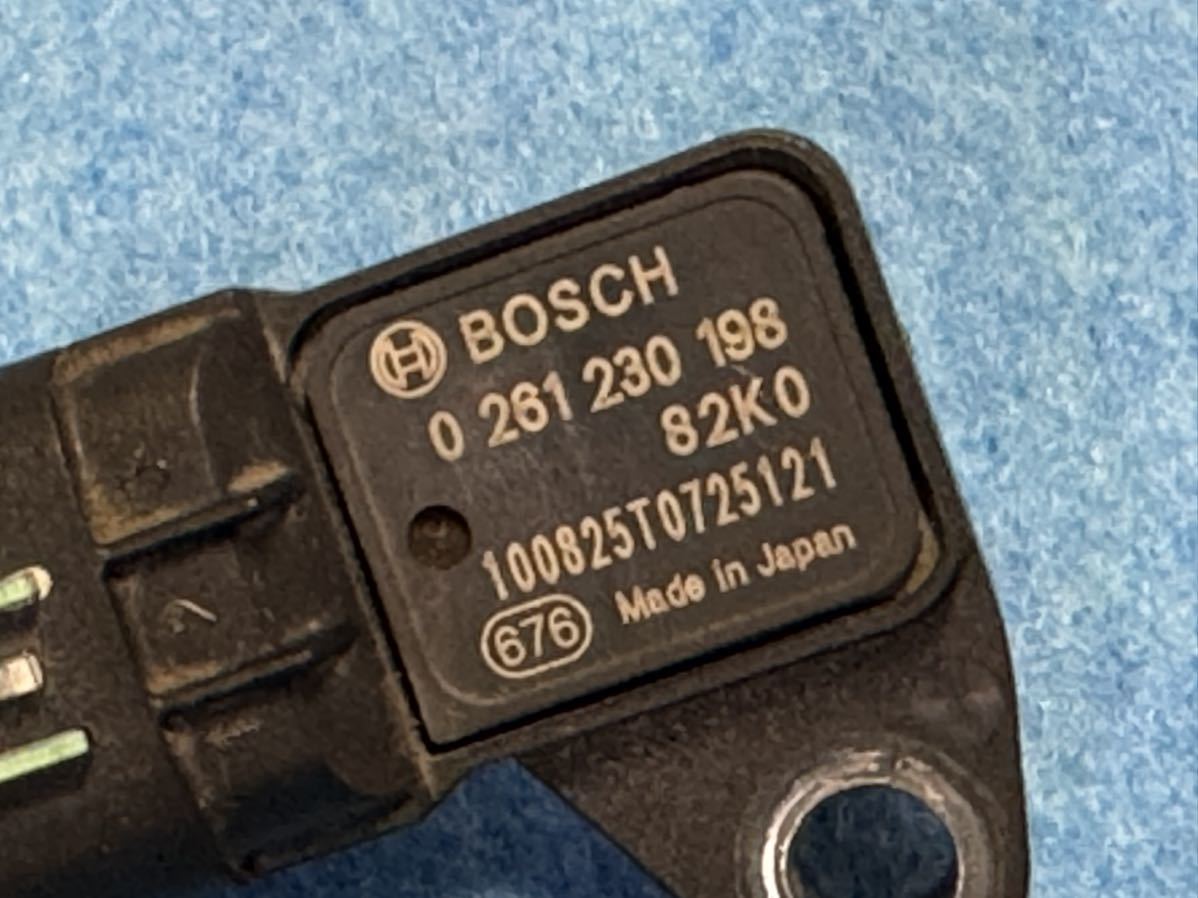 BOSCH
0 261 230 198
82K0
100825T0725121
676 Made in Japan